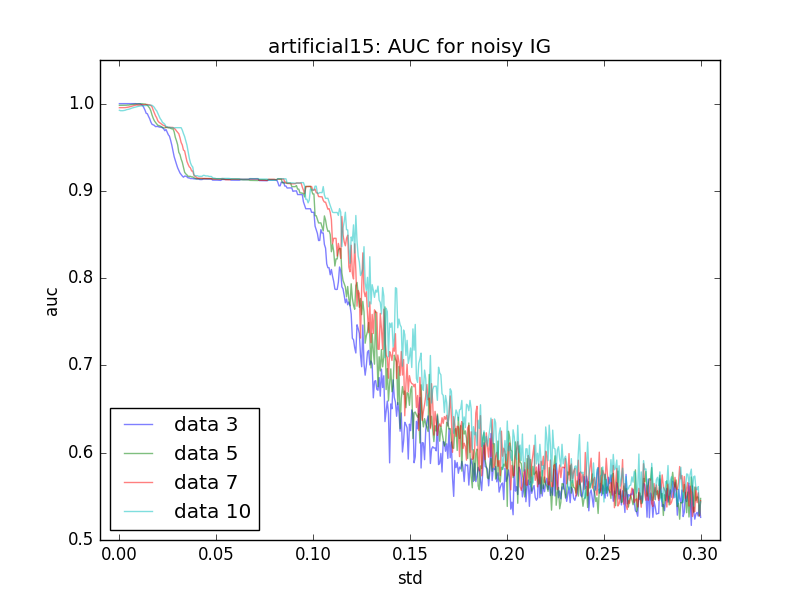 artificial15: AUC for noisy IG
auc
1.0
0.9
0.8
0.7
0.6
0.5
data 3
data 5
data 7
data 10
0.00 0.05 0.10 0.15 0.20 0.25 0.30
std